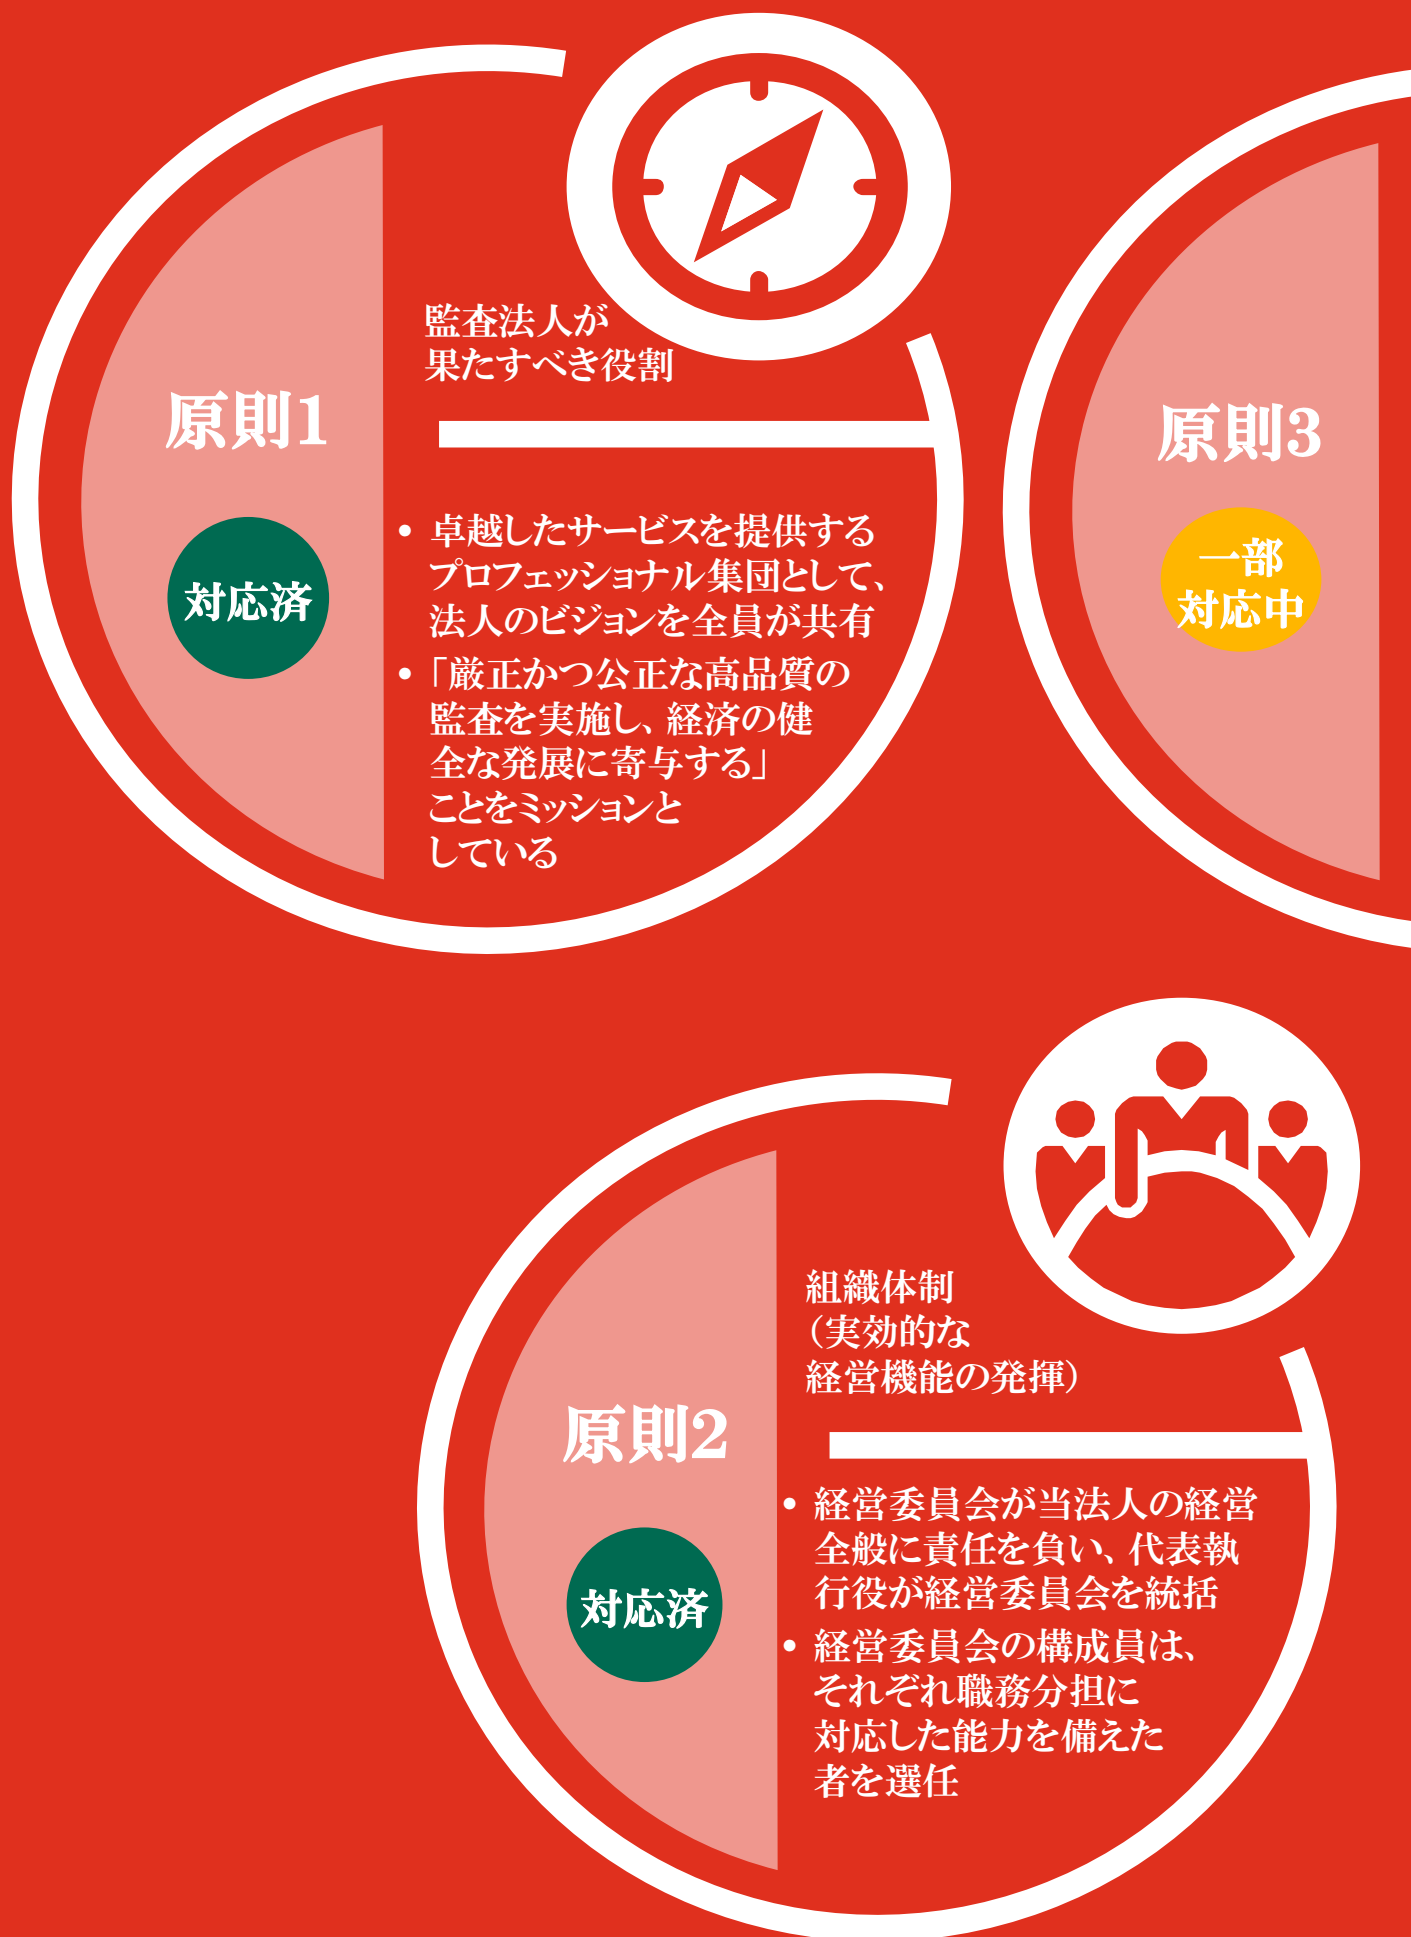 監査法人が
果たすべき役割
原則1
対応済
• 卓越したサービスを提供する
プロフェッショナル集団として、
法人のビジョンを全員が共有
• 「厳正かつ公正な高品質の
監査を実施し、経済の健
全な発展に寄与する」
ことをミッションと
している
組織体制
（実効的な
経営機能の発揮）
原則2
対応済
• 経営委員会が当法人の経営
全般に責任を負い、代表執
行役が経営委員会を統括
• 経営委員会の構成員は、
それぞれ職務分担に
対応した能力を備えた
者を選任
原則3
一部
対応中